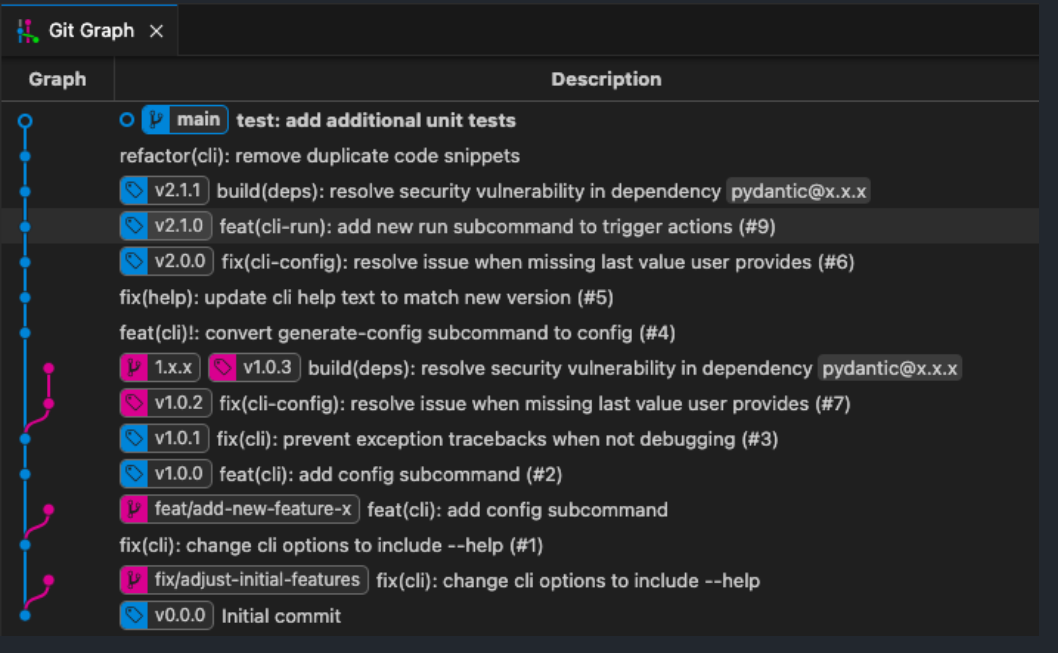 Git Graph
Graph Description
main test: add additional unit tests
refactor(cli): remove duplicate code snippets
v2.1.1 build(deps): resolve security vulnerability in dependency pydantic@x.x.x
v2.1.0 feat(cli-run): add new run subcommand to trigger actions (#9)
v2.0.0 fix(cli-config): resolve issue when missing last value user provides (#6)
fix(help): update cli help text to match new version (#5)
feat(cli)!: convert generate-config subcommand to config (#4)
1.x.x v1.0.3 build(deps): resolve security vulnerability in dependency pydantic@x.x.x
v1.0.2 fix(cli-config): resolve issue when missing last value user provides (#7)
v1.0.1 fix(cli): prevent exception tracebacks when not debugging (#3)
v1.0.0 feat(cli): add config subcommand (#2)
feat/add-new-feature-x feat(cli): add config subcommand
fix(cli): change cli options to include --help (#1)
fix/adjust-initial-features fix(cli): change cli options to include --help
v0.0.0 Initial commit